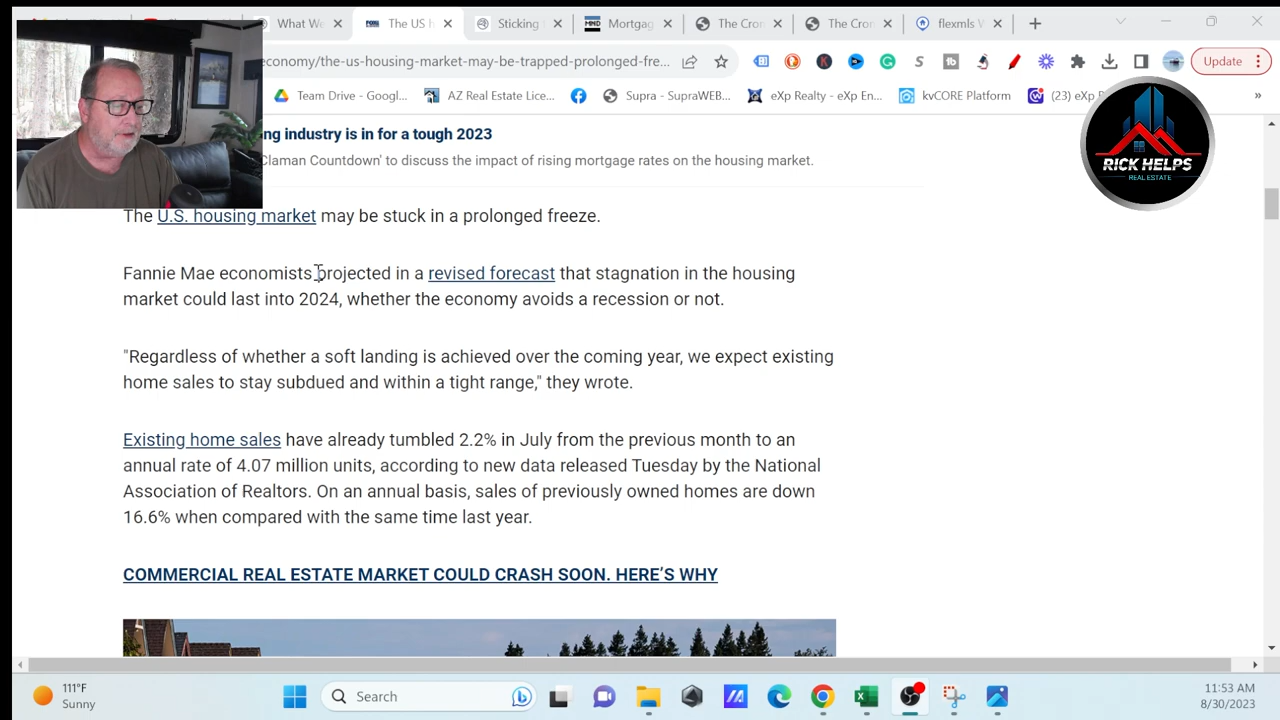 What We
The US H
Sticking
Mortgag
The Cron
The Cron
flexmls W
economy/the-us-housing-market-may-be-trapped-prolonged-fre...
Update
Team Drive - Googl...
AZ Real Estate Lice...
Supra - SupraWEB...
eXp Realty - eXp En...
kvCORE Platform
(23) eXp
»
RICK HELPS
REAL ESTATE
ng industry is in for a tough 2023
Claman Countdown' to discuss the impact of rising mortgage rates on the housing market.
The U.S. housing market may be stuck in a prolonged freeze.
Fannie Mae economists projected in a revised forecast that stagnation in the housing
market could last into 2024, whether the economy avoids a recession or not.
"Regardless of whether a soft landing is achieved over the coming year, we expect existing
home sales to stay subdued and within a tight range," they wrote.
Existing home sales have already tumbled 2.2% in July from the previous month to an
annual rate of 4.07 million units, according to new data released Tuesday by the National
Association of Realtors. On an annual basis, sales of previously owned homes are down
16.6% when compared with the same time last year.
COMMERCIAL REAL ESTATE MARKET COULD CRASH SOON. HERE'S WHY
111°F
Sunny
Search
11:53 AM
8/30/2023